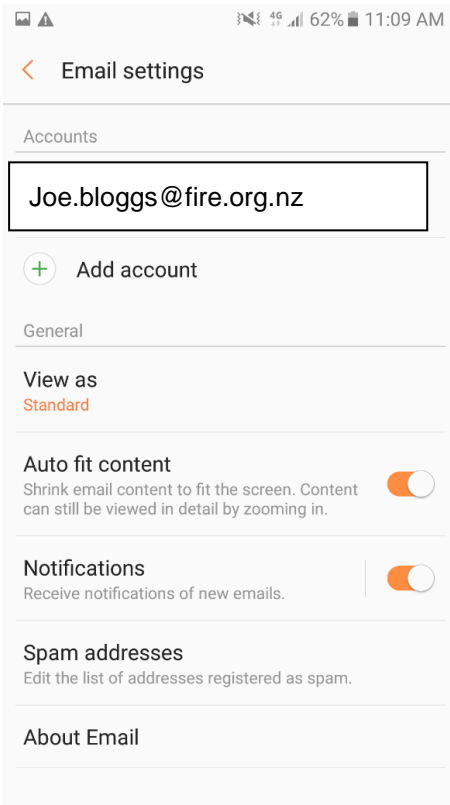 4G 62% 11:09 AM
Email settings
Accounts
Joe.bloggs@fire.org.nz
Add account
General
View as
Standard
Auto fit content
Shrink email content to fit the screen. Content
can still be viewed in detail by zooming in.
Notifications
Receive notifications of new emails.
Spam addresses
Edit the list of addresses registered as spam.
About Email